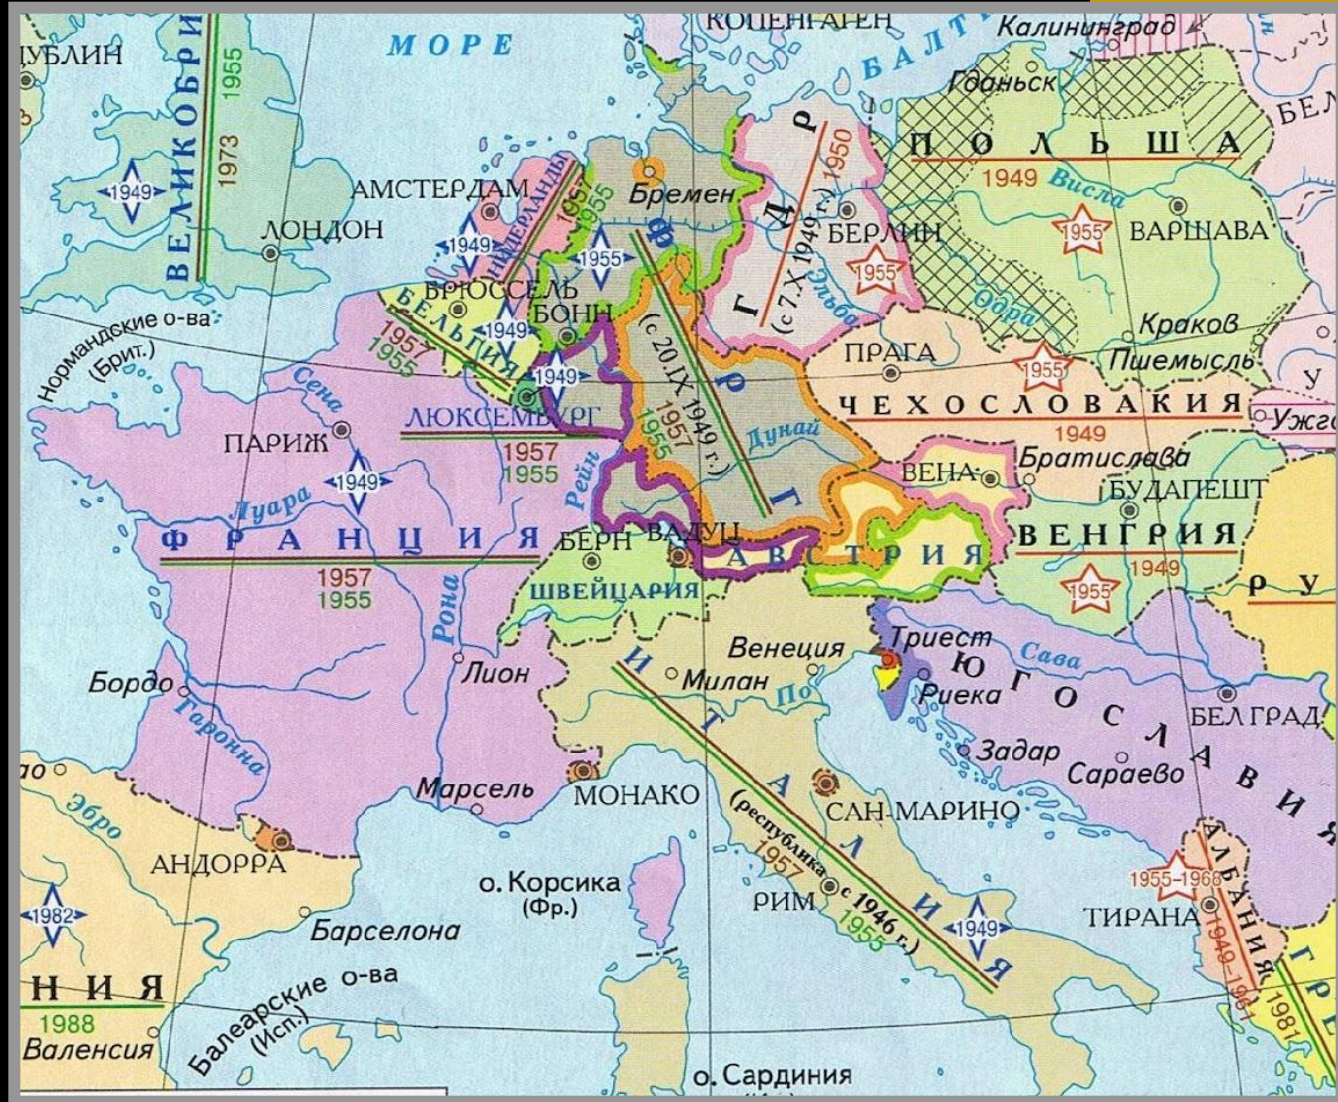 КОПЕНГАГЕН
Калининград
МОРЕ
БАЛТ
ДУБЛИН
Гданьск
БЕЛ
ВЕЛИКОБРИ
1955
1973
1949
ЛОНДОН
АМСТЕРДАМ
НИДЕРЛАНДЫ
1957
1955
1949
Бремен
ГДР
(с 7.X 1949 г.)
1950
БЕРЛИН
1955
Эльба
ПОЛЬША
1949
Висла
1955
ВАРШАВА
Одра
Краков
Пшемысль
Нормандские о-ва
(Брит.)
БРЮССЕЛЬ
БЕЛЬГИЯ
1957
1955
1949
БОНН
1955
1949
ФРГ
(с 20.IX 1949 г.)
1957
1955
Дунай
ПРАГА
1955
ЧЕХОСЛОВАКИЯ
1949
У
Ужго
Сена
ПАРИЖ
ЛЮКСЕМБУРГ
1957
1955
Рейн
1949
Луара
ФРАНЦИЯ
1957
1955
ВЕНА
Братислава
БУДАПЕШТ
ВЕНГРИЯ
1949
1955
РУ
БЕРН
ВАДУЦ
АВСТРИЯ
ШВЕЙЦАРИЯ
Рона
Лион
Бордо
Гаронна
Венеция
Милан
По
Триест
Риека
Сава
ЮГОСЛАВИЯ
БЕЛГРАД
Задар
Сараево
ИТАЛИЯ
(республика с 1946 г.)
1957
1955
1949
САН-МАРИНО
РИМ
МОНАКО
Марсель
АНДОРРА
Эбро
1982
Барселона
о. Корсика
(Фр.)
АЛБАНИЯ
1955-1968
1949-1961
ТИРАНА
ГРЕ
1981
НИЯ
1988
Валенсия
Балеарские о-ва
(Исп.)
о. Сардиния